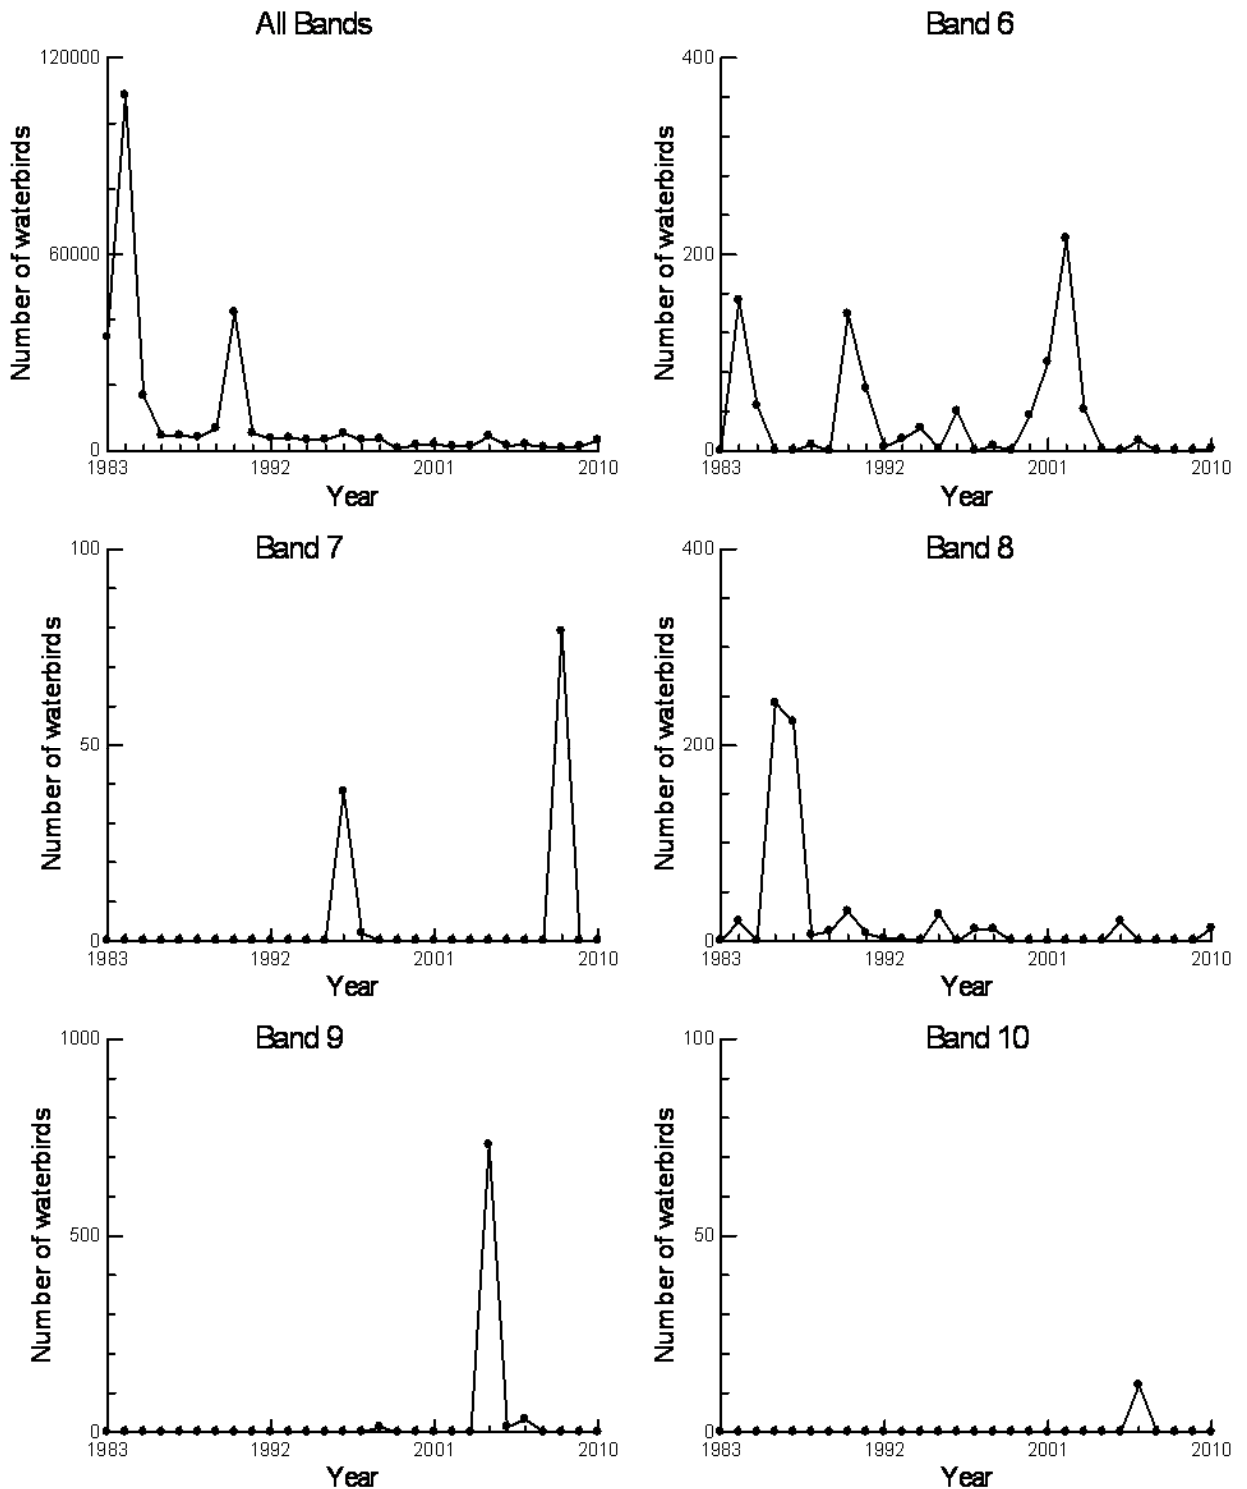 All Bands
120000
60000
0
1983 1992 2001 2010
Number of waterbirds
Year
Band 6
400
200
0
1983 1992 2001 2010
Number of waterbirds
Year
Band 7
100
50
0
1983 1992 2001 2010
Number of waterbirds
Year
Band 8
400
200
0
1983 1992 2001 2010
Number of waterbirds
Year
Band 9
1000
500
0
1983 1992 2001 2010
Number of waterbirds
Year
Band 10
100
50
0
1983 1992 2001 2010
Number of waterbirds
Year